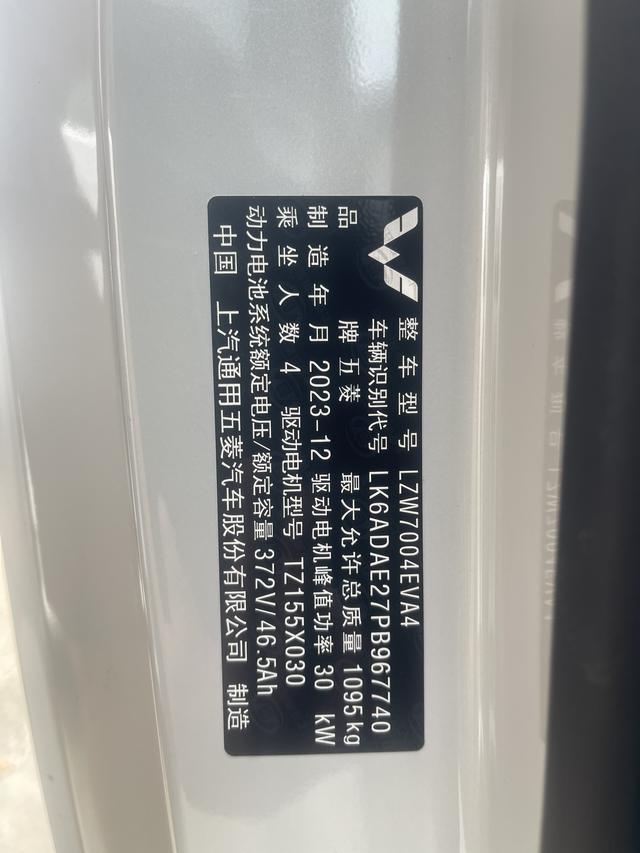 整车型号 LZW7004EVA4
车辆识别代号 LK6ADAE27PB967740
品牌 五菱 最大允许总质量 1095kg
制造年月 2023-12 驱动电机峰值功率 30 kW
乘坐人数 4 驱动电机型号 TZ155X030
动力电池系统额定电压/额定容量 372V/46.5Ah
中国 上汽通用五菱汽车股份有限公司 制造